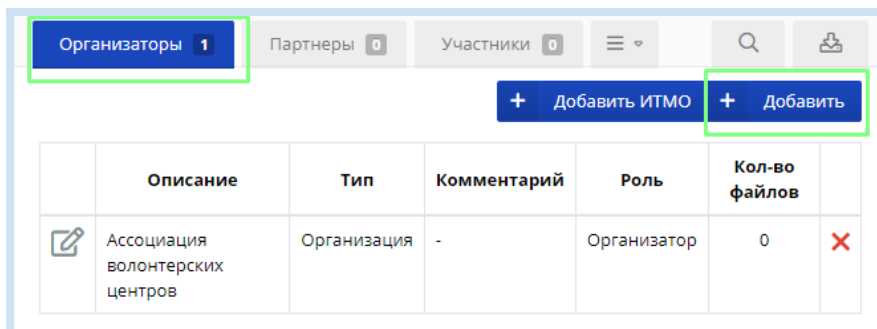 Организаторы 1 Партнеры 0 Участники 0
+ Добавить ИТМО + Добавить
Описание Тип Комментарий Роль Кол-во файлов
Ассоциация Организация - Организатор 0
волонтерских
центров